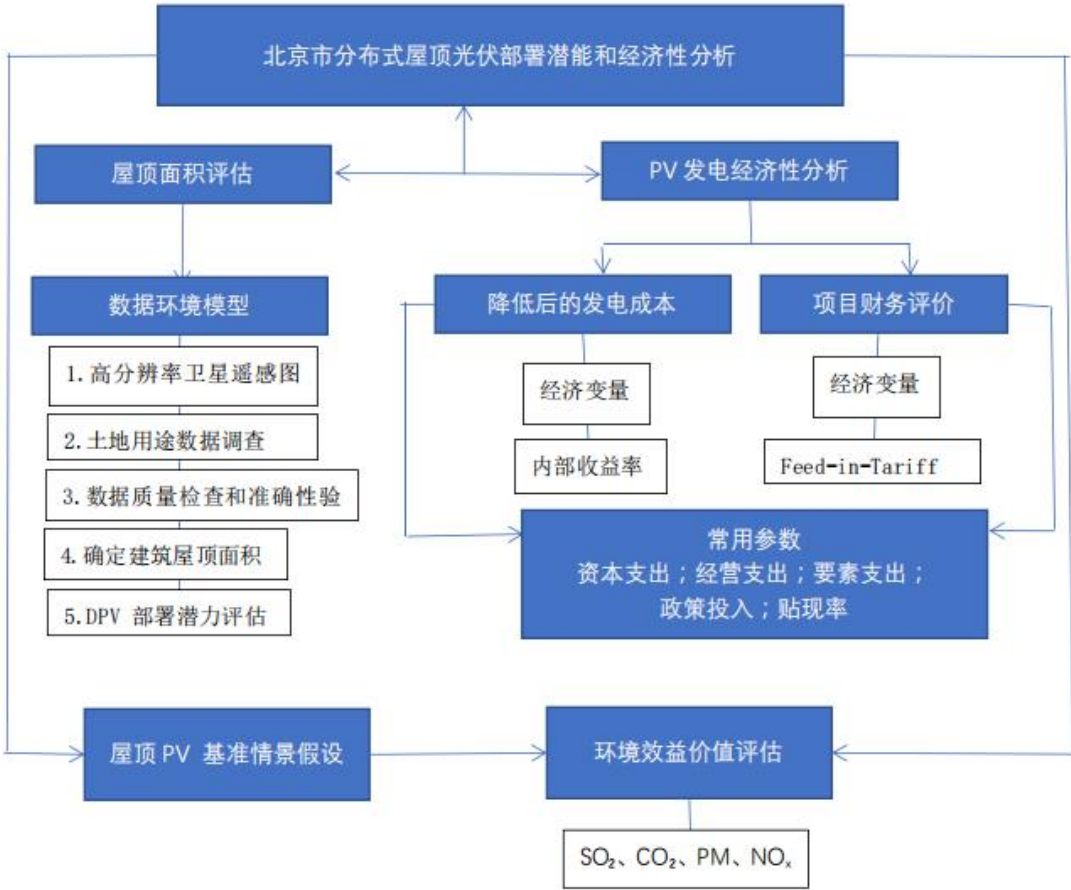 北京市分布式屋顶光伏部署潜能和经济性分析
屋顶面积评估
PV 发电经济性分析
数据环境模型
1.高分辨率卫星遥感图
2.土地用途数据调查
3.数据质量检查和准确性验
4.确定建筑屋顶面积
5.DPV 部署潜力评估
降低后的发电成本
经济变量
内部收益率
项目财务评价
经济变量
Feed-in-Tariff
常用参数
资本支出；经营支出；要素支出；
政策投入；贴现率
屋顶 PV 基准情景假设
环境效益价值评估
SO₂、CO₂、PM、NOₓ